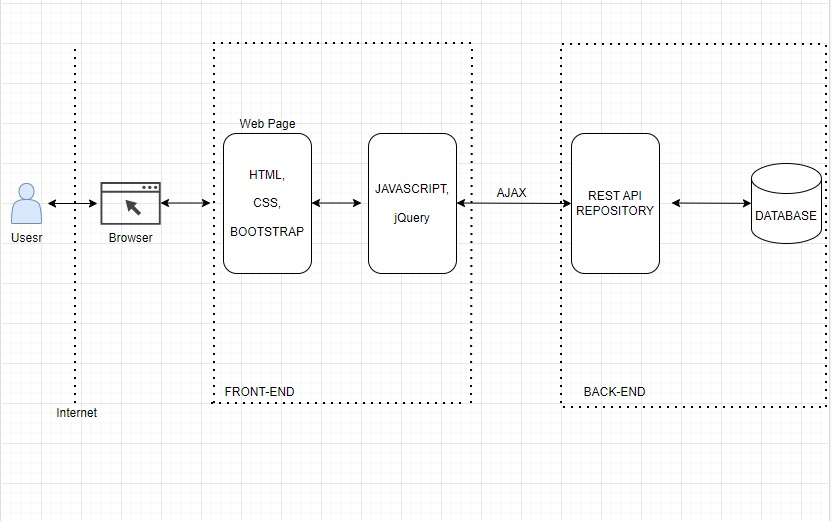 Web Page
HTML,
CSS,
BOOTSTRAP
JAVASCRIPT,
jQuery
AJAX
REST API
REPOSITORY
DATABASE
Usesr
Browser
FRONT-END
BACK-END
Internet